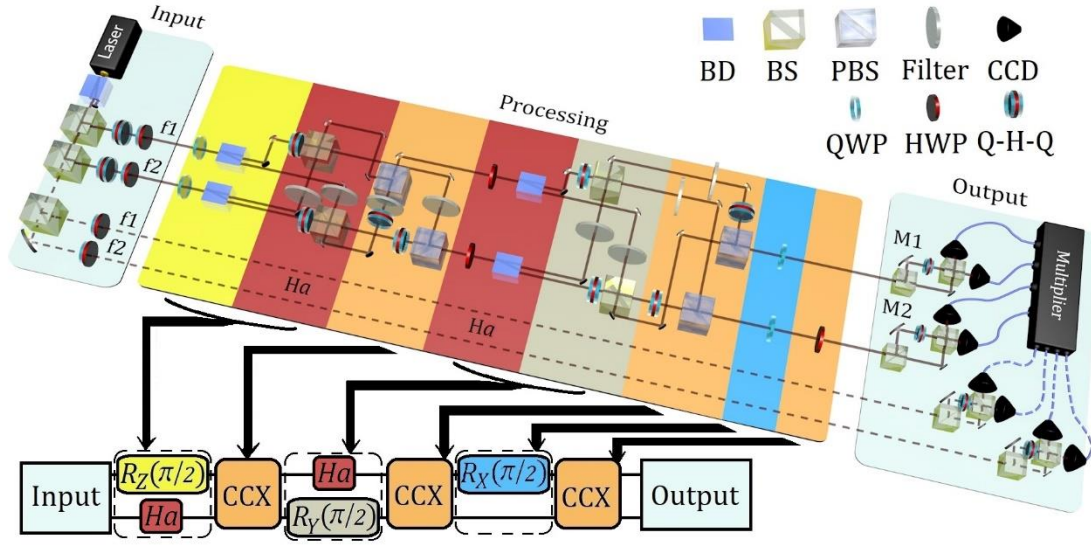 Input
Laser
f1
f2
f1
f2
Processing
Ha
Ha
BD BS PBS Filter CCD
QWP HWP Q-H-Q
Output
M1
M2
Multiplier
Input
R_Z(π/2)
Ha
CCX
Ha
R_Y(π/2)
CCX
R_X(π/2)
CCX
Output